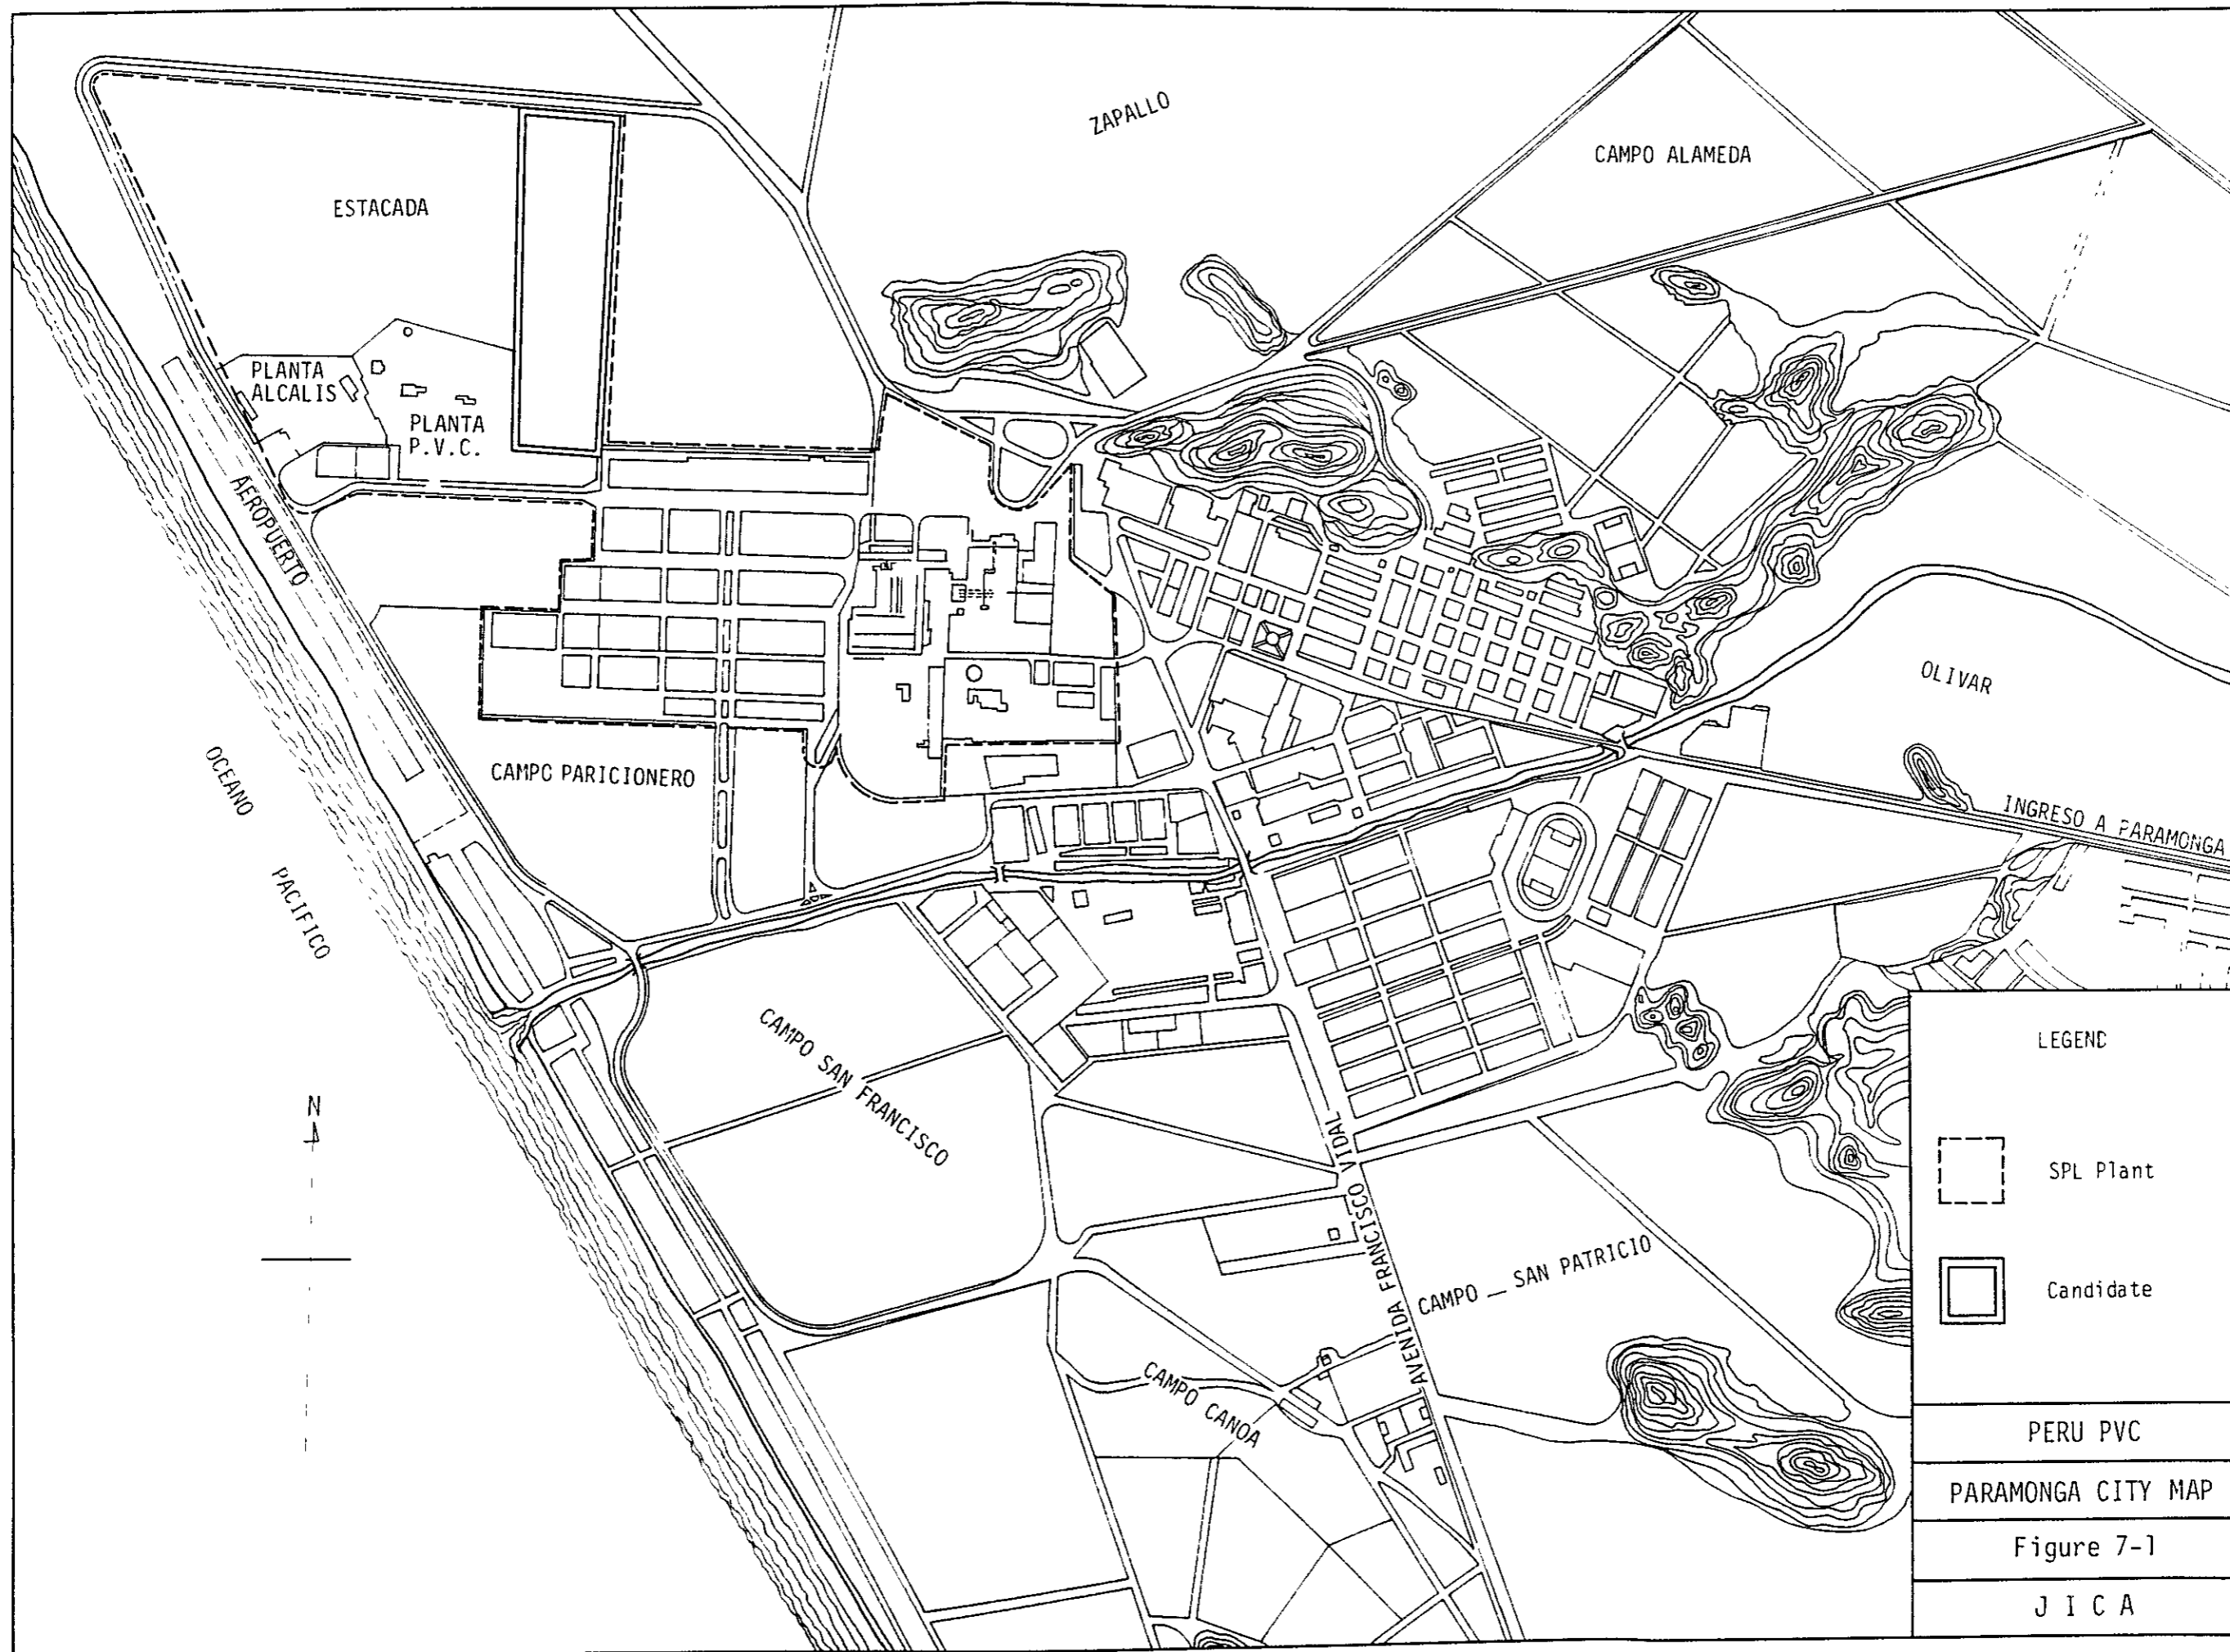 ZAPALLO
CAMPO ALAMEDA
ESTACADA
PLANTA
ALCALIS
PLANTA
P.V.C.
AEROPUERTO
OLIVAR
CAMPO PARICIONERO
OCEANO
PACIFICO
INGRESO A PARAMONGA
CAMPO SAN FRANCISCO
N
AVENIDA FRANCISCO VIDAL
CAMPO _ SAN PATRICIO
CAMPO CANOA
LEGEND
SPL Plant
Candidate
PERU PVC
PARAMONGA CITY MAP
Figure 7-1
J I C A